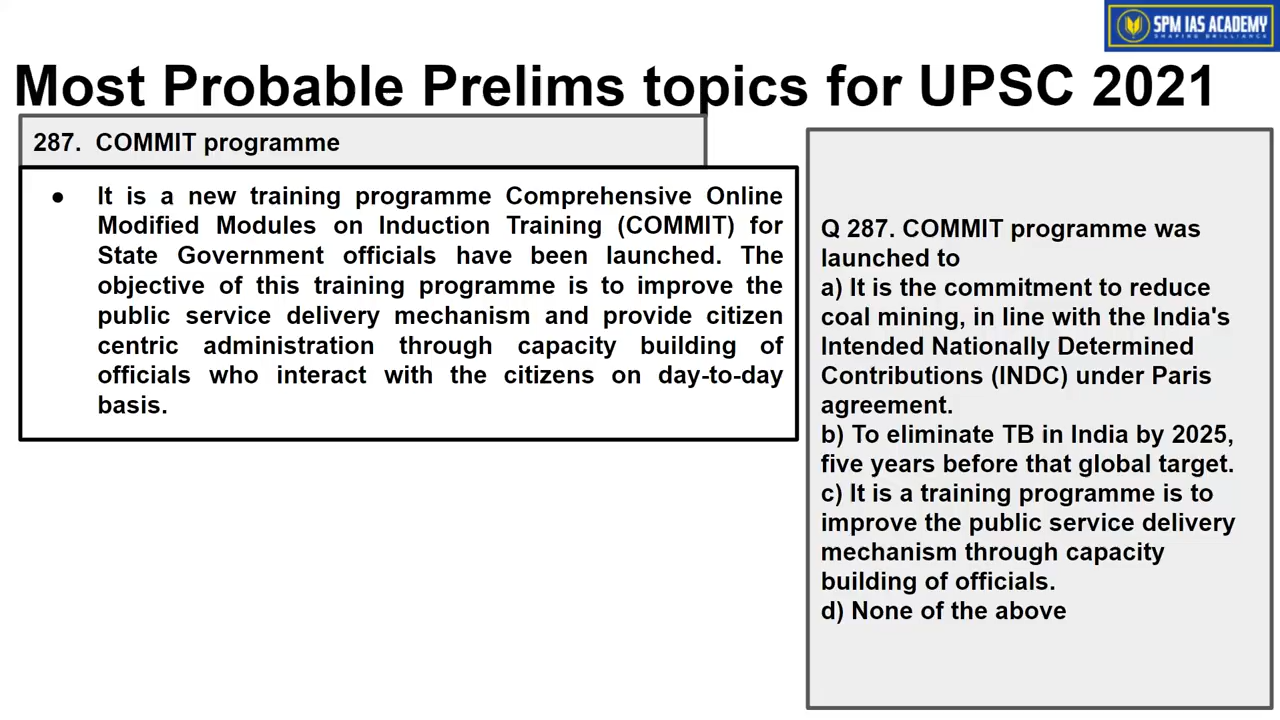 SPM IAS ACADEMY
SHAPING BRILLIANCE
Most Probable Prelims topics for UPSC 2021
287. COMMIT programme
● It is a new training programme Comprehensive Online
Modified Modules on Induction Training (COMMIT) for
State Government officials have been launched. The
objective of this training programme is to improve the
public service delivery mechanism and provide citizen
centric administration through capacity building of
officials who interact with the citizens on day-to-day
basis.
Q 287. COMMIT programme was
launched to
a) It is the commitment to reduce
coal mining, in line with the India's
Intended Nationally Determined
Contributions (INDC) under Paris
agreement.
b) To eliminate TB in India by 2025,
five years before that global target.
c) It is a training programme is to
improve the public service delivery
mechanism through capacity
building of officials.
d) None of the above